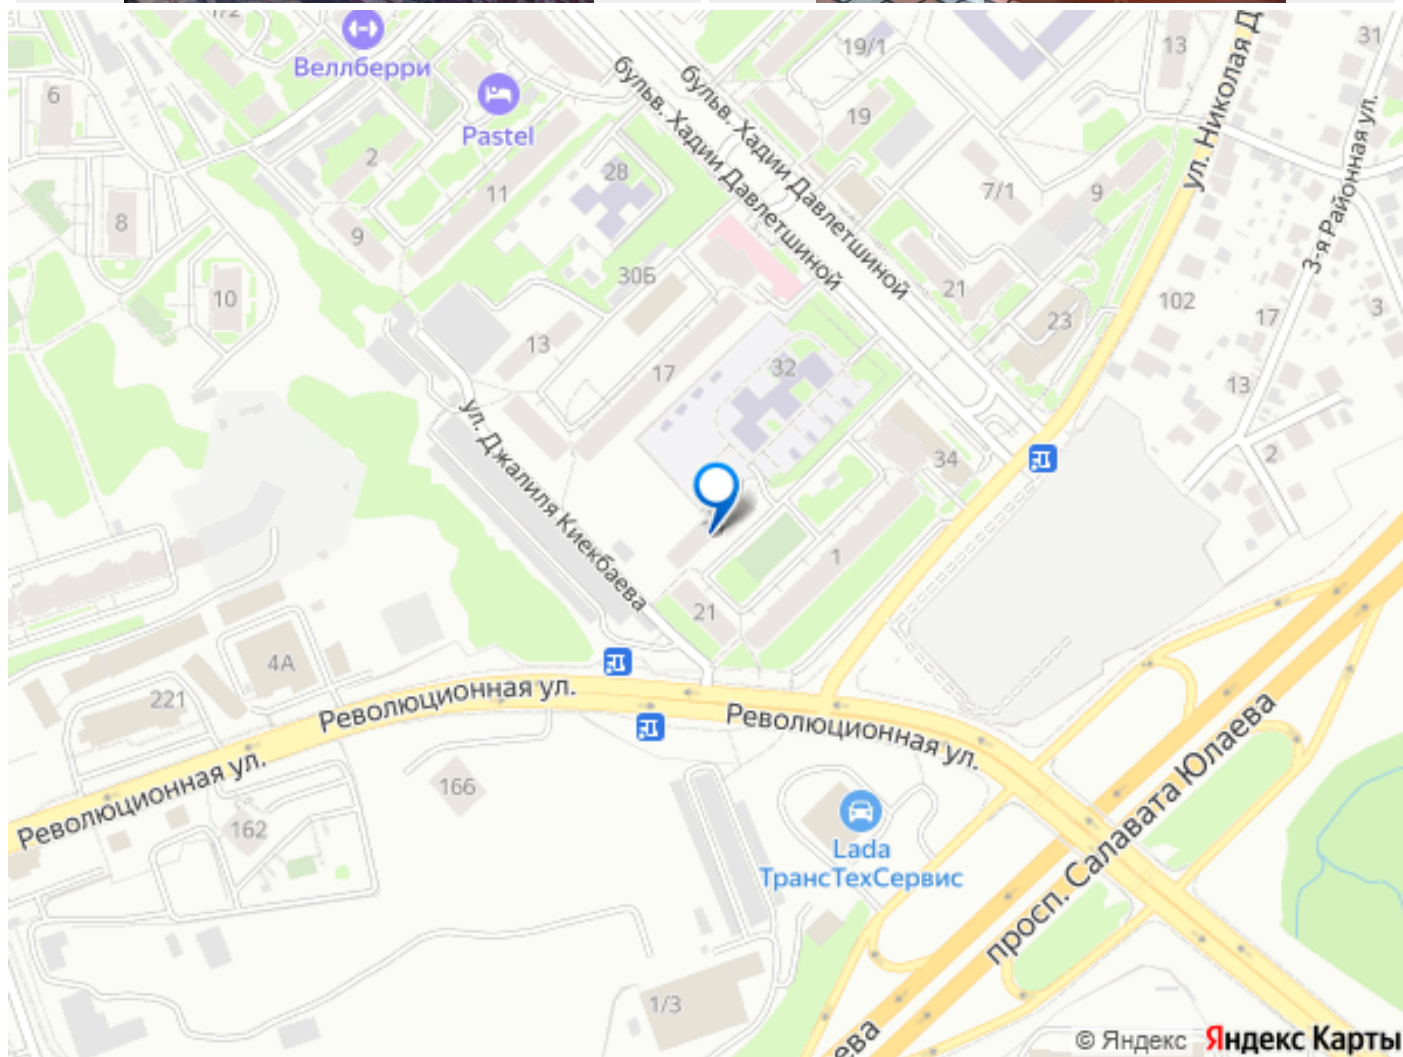 1/2
Веллберри
Pastel
6
2
11
28
8
9
10
30Б
13
17
32
19/1
19
бульв. Хадии Давлетшиной
бульв. Хадии Давлетшиной
7/1
9
13
31
ул. Николая Д
3-я Районная ул.
21
23
102
17
3
13
2
34
ул. Джалиля Киекбаева
1
21
4А
221
Революционная ул.
Революционная ул.
Революционная ул.
166
162
Lada
ТрансТехСервис
просп. Салавата Юлаева
1/3
ева
© Яндекс Яндекс Карты